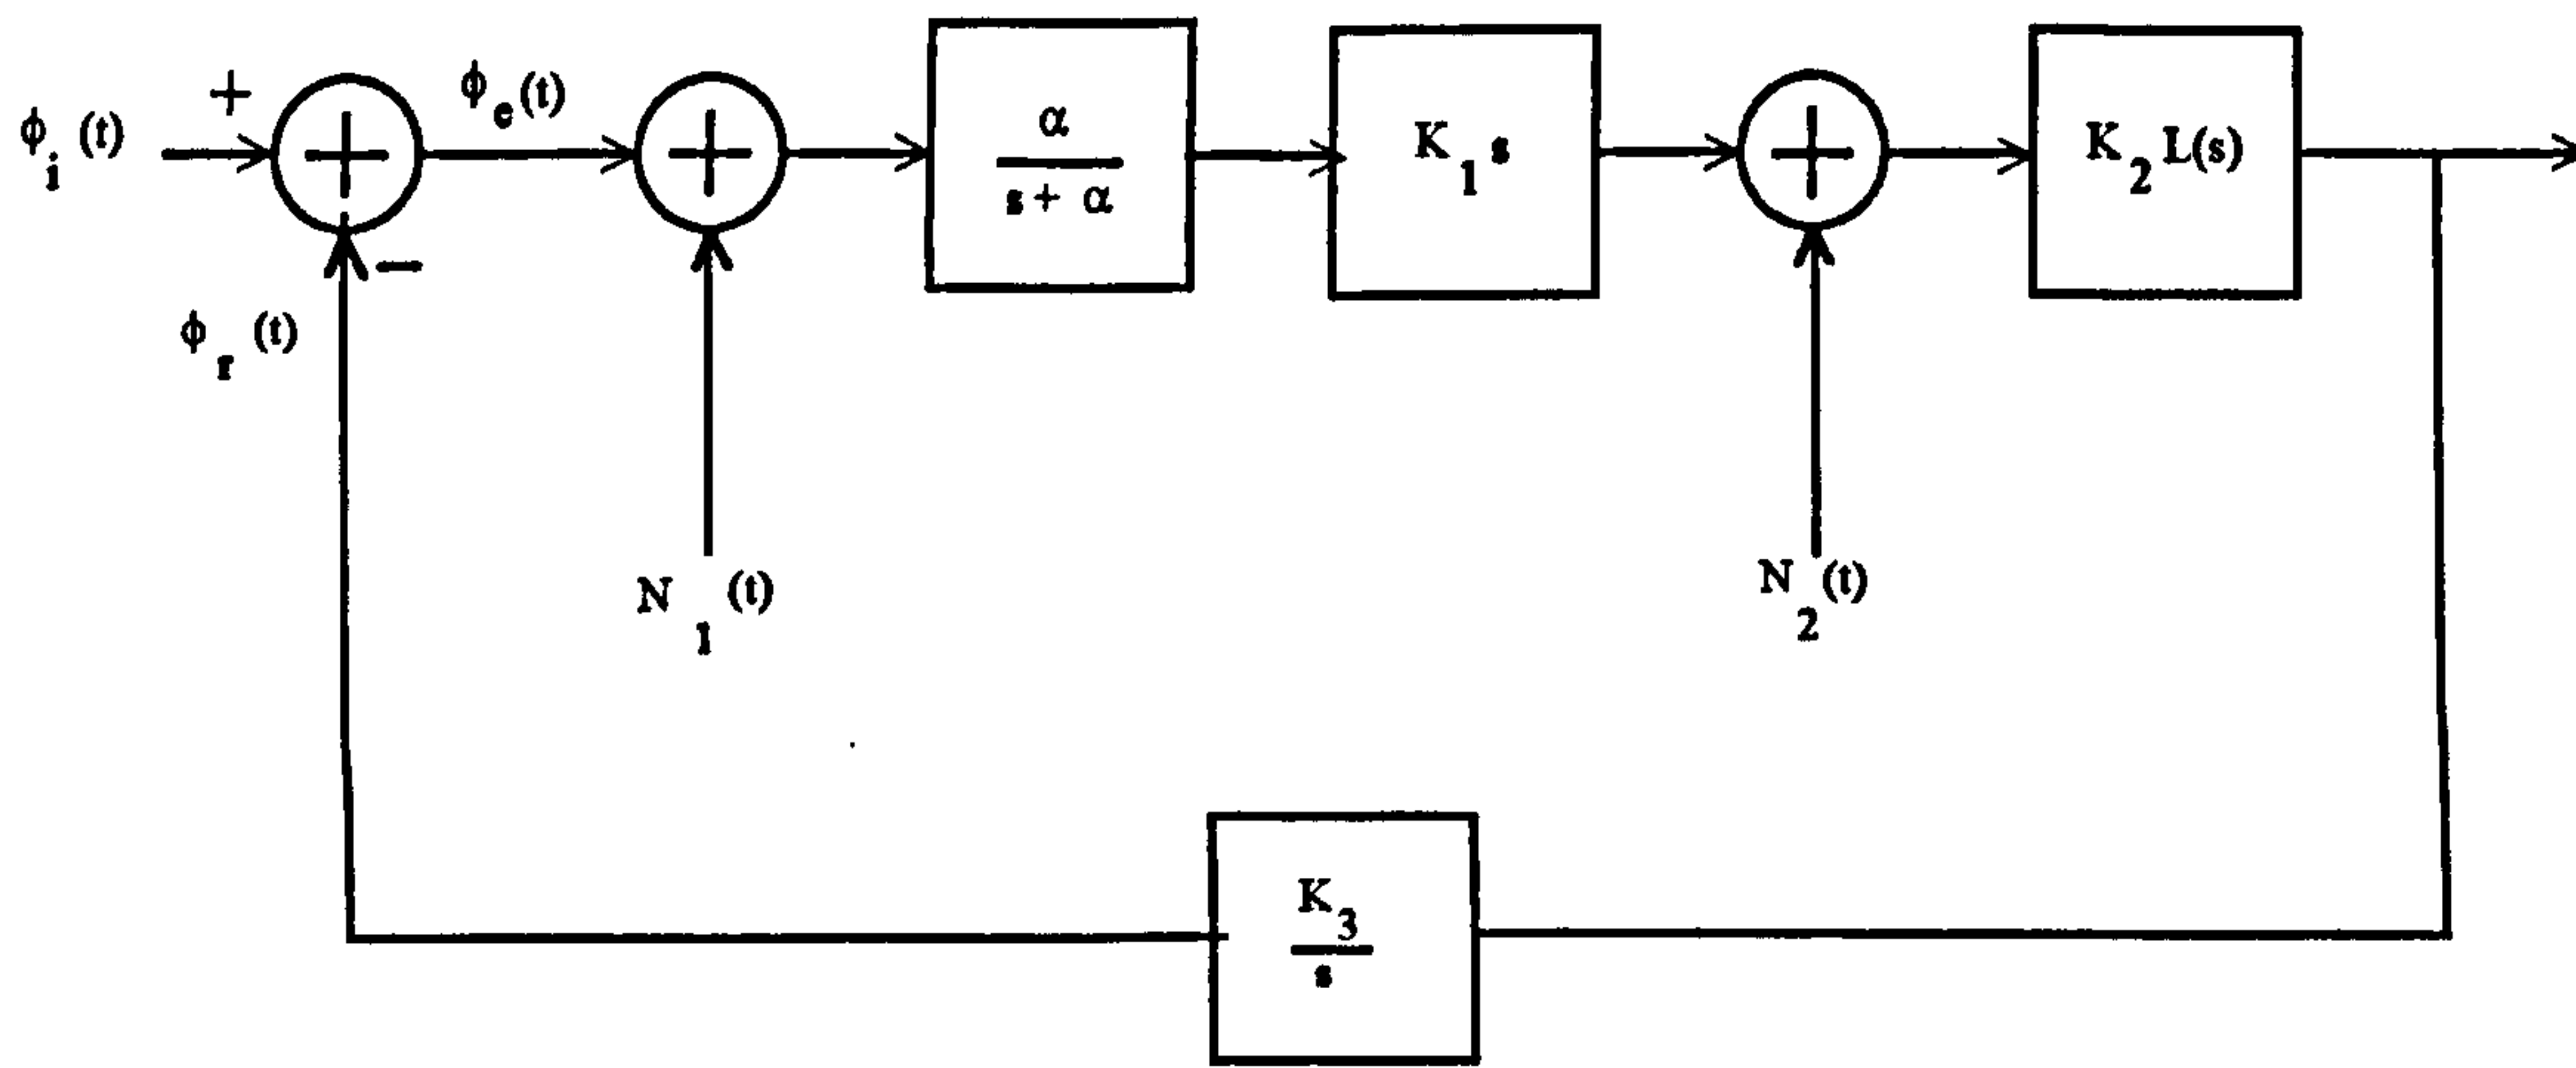 ϕi (t)
+
ϕe (t)
α
s + α
K1 s
K2 L(s)
+
+
+
−
ϕr (t)
N1 (t)
N2 (t)
K3
s